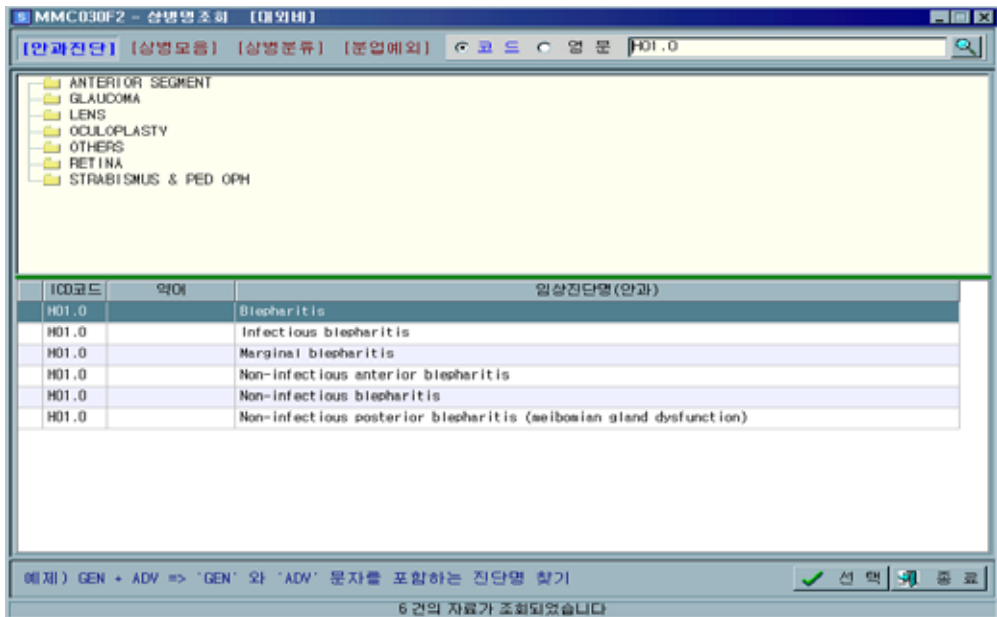 MMC030F2 - 상병명조회 [대외비]
[안과진단] [상병모음] [상병분류] [분업예외] 코 드 영 문 H01.0
ANTERIOR SEGMENT
GLAUCOMA
LENS
OCULOPLASTY
OTHERS
RETINA
STRABISMUS & PED OPH
ICD코드 약어 임상진단명(안과)
H01.0 Blepharitis
H01.0 Infectious blepharitis
H01.0 Marginal blepharitis
H01.0 Non-infectious anterior blepharitis
H01.0 Non-infectious blepharitis
H01.0 Non-infectious posterior blepharitis (meibomian gland dysfunction)
예제) GEN + ADV => 'GEN' 와 'ADV' 문자를 포함하는 진단명 찾기 선 택 종 료
6 건의 자료가 조회되었습니다